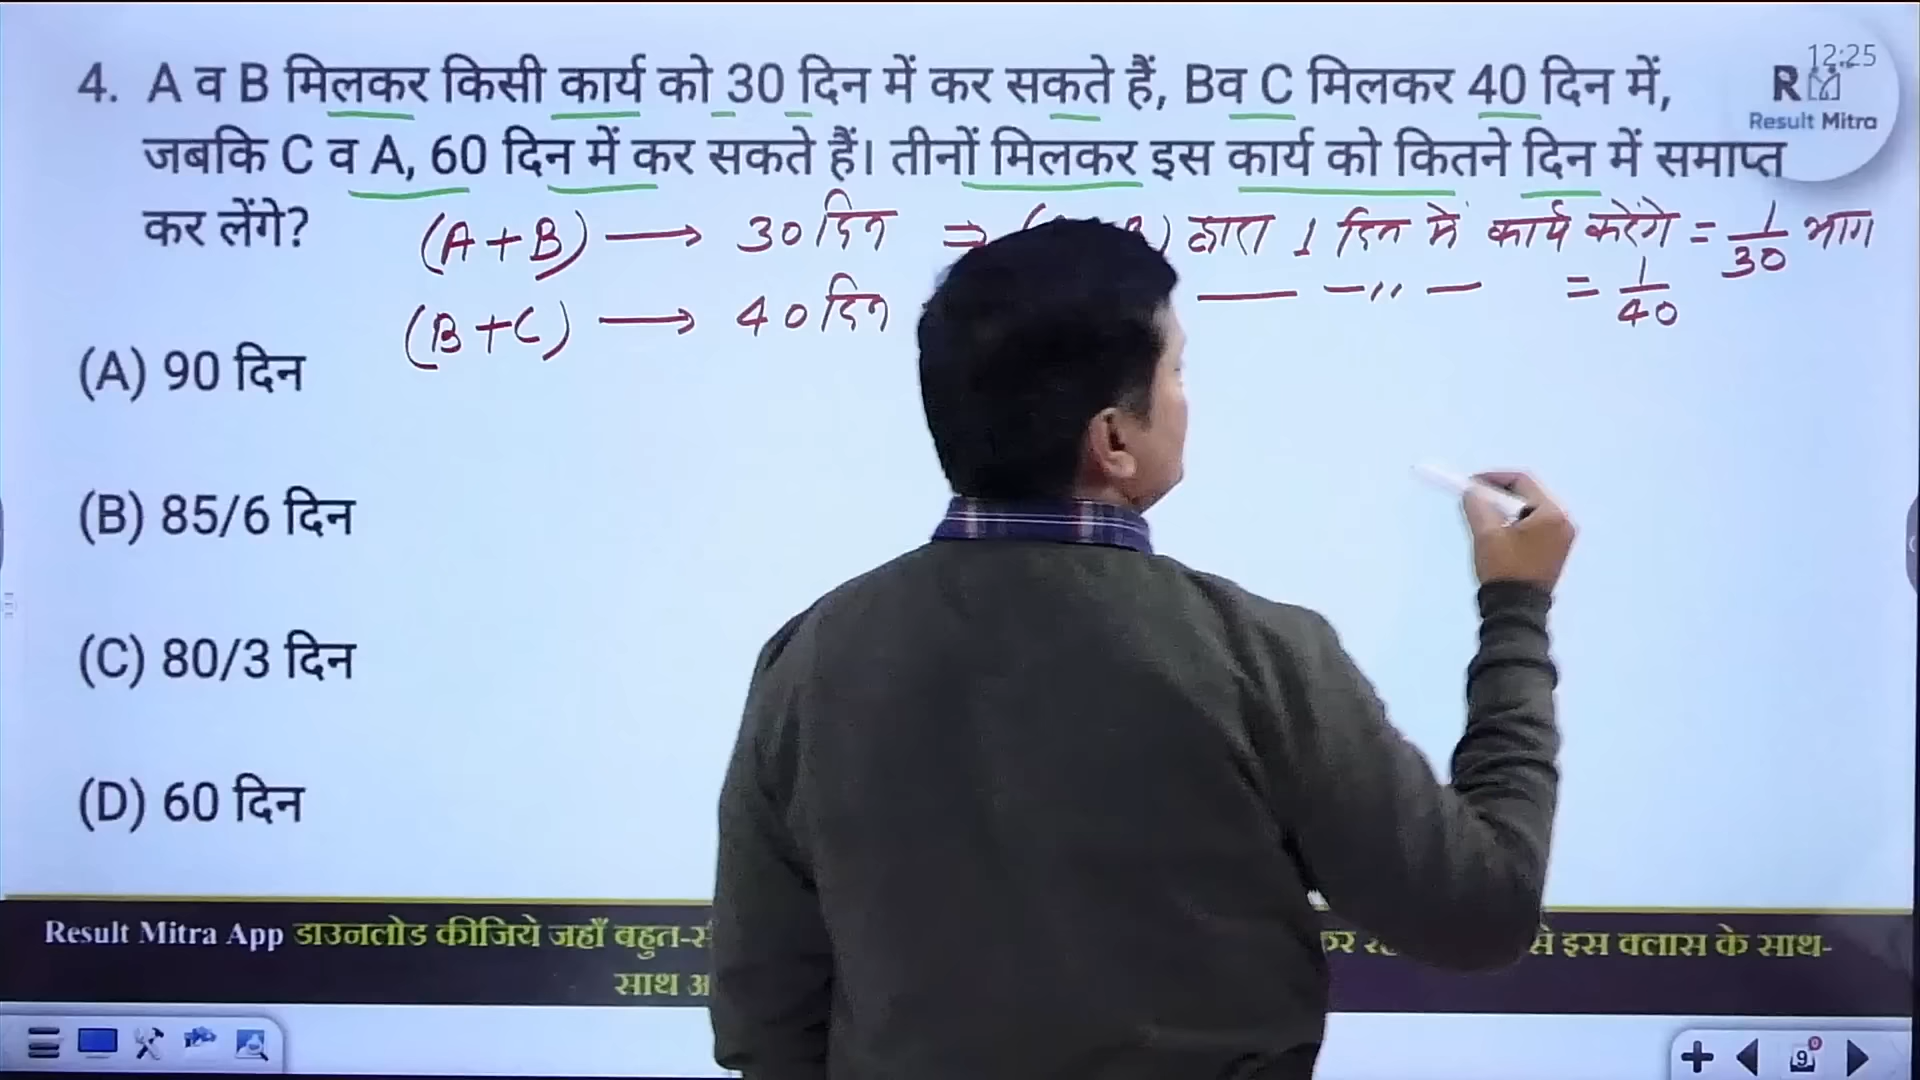 12:25
Result Mitra
4. A व B मिलकर किसी कार्य को 30 दिन में कर सकते हैं, Bव C मिलकर 40 दिन में,
जबकि C व A, 60 दिन में कर सकते हैं। तीनों मिलकर इस कार्य को कितने दिन में समाप्त
कर लेंगे?
(A+B) → 30 दिन ⇒ ( B) द्वारा 1 दिन में कार्य करेंगे = 1/30 भाग
(B+C) → 40 दिन — -〃- = 1/40
(A) 90 दिन
(B) 85/6 दिन
(C) 80/3 दिन
(D) 60 दिन
Result Mitra App डाउनलोड कीजिये जहाँ बहुत- इस क्लास के साथ-
साथ
9